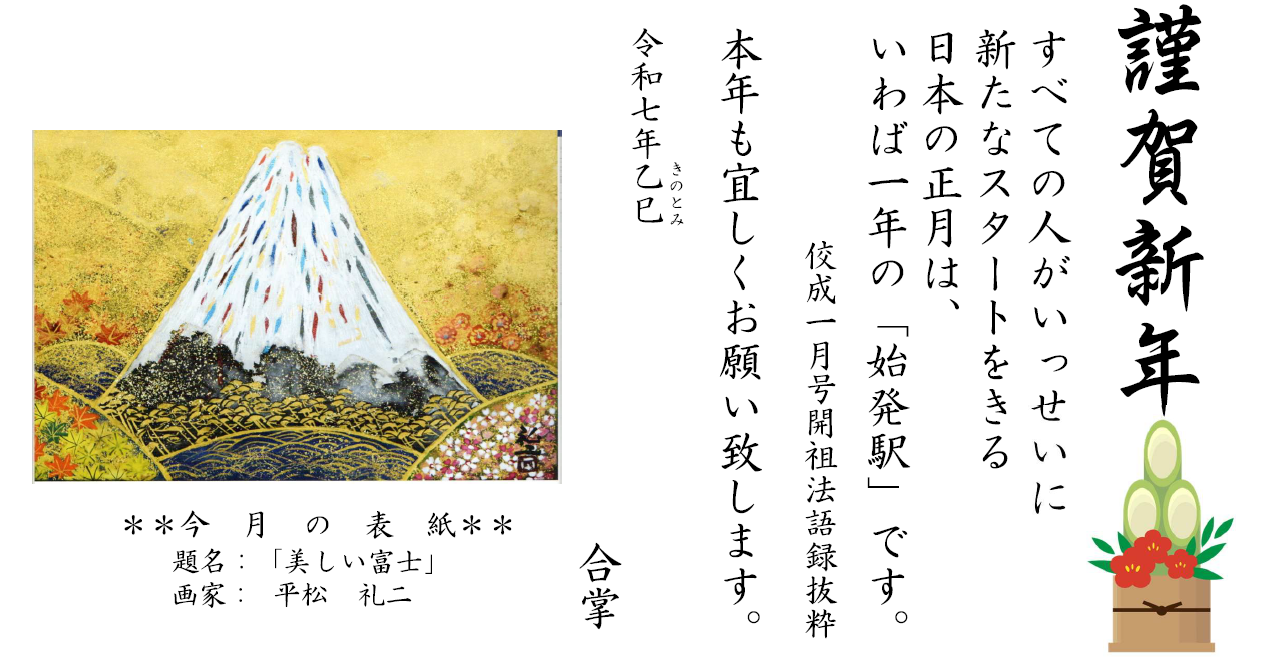 謹賀新年
すべての人がいっせいに
新たなスタートをきる
日本の正月は、
いわば一年の「始発駅」です。
佼成一月号開祖法語録抜粋
本年も宜しくお願い致します。
令和七年乙巳
きのとみ
合掌
＊＊今　月　の　表　紙＊＊
題名：「美しい富士」
画家：　平松　礼二